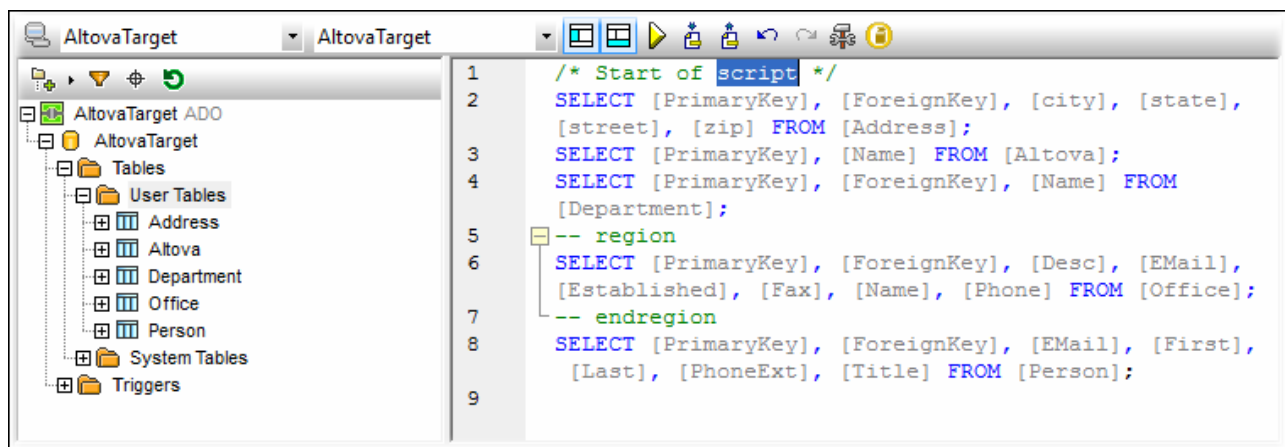 AltovaTarget AltovaTarget
AltovaTarget ADO
AltovaTarget
Tables
User Tables
Address
Altova
Department
Office
Person
System Tables
Triggers
1 /* Start of script */
2 SELECT [PrimaryKey], [ForeignKey], [city], [state],
[street], [zip] FROM [Address];
3 SELECT [PrimaryKey], [Name] FROM [Altova];
4 SELECT [PrimaryKey], [ForeignKey], [Name] FROM
[Department];
5 -- region
6 SELECT [PrimaryKey], [ForeignKey], [Desc], [EMail],
[Established], [Fax], [Name], [Phone] FROM [Office];
7 -- endregion
8 SELECT [PrimaryKey], [ForeignKey], [EMail], [First],
[Last], [PhoneExt], [Title] FROM [Person];
9